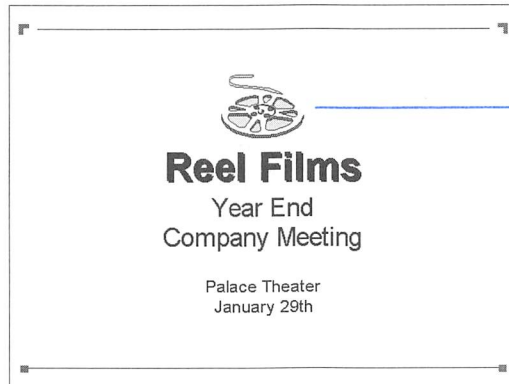 Reel Films
Year End
Company Meeting
Palace Theater
January 29th